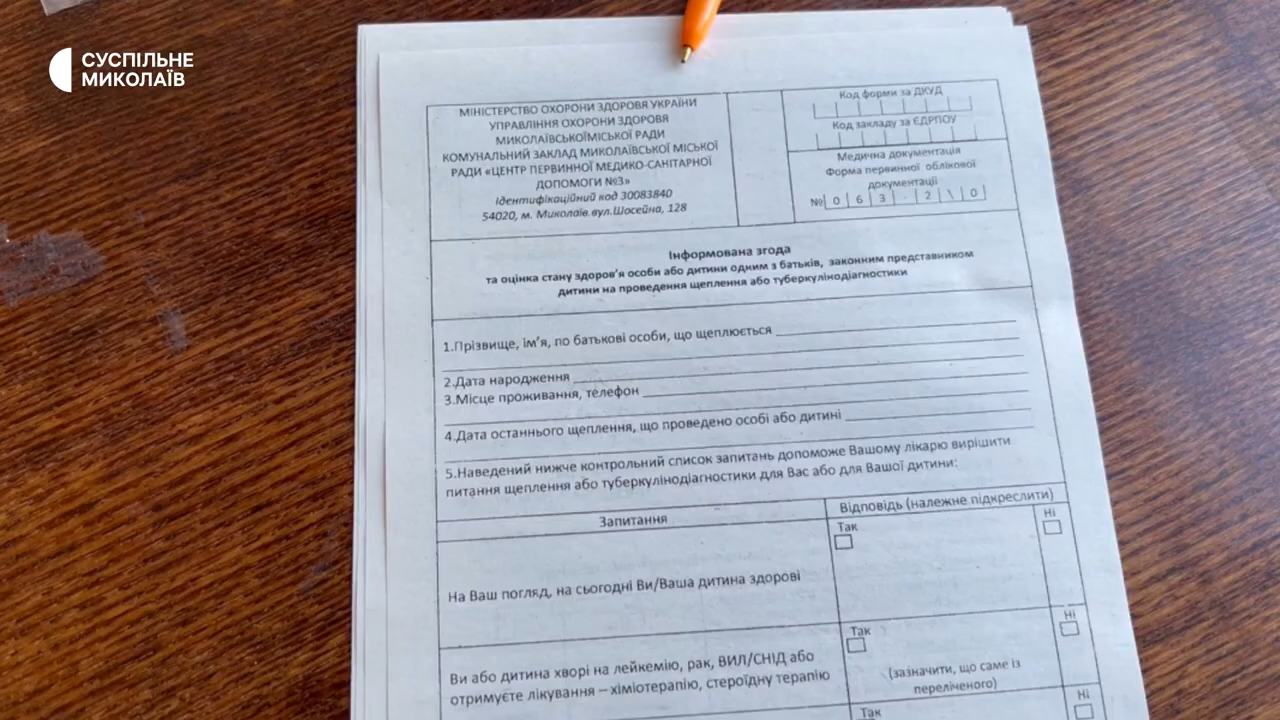 СУСПІЛЬНЕ
МИКОЛАЇВ
МІНІСТЕРСТВО ОХОРОНИ ЗДОРОВЯ УКРАЇНИ
УПРАВЛІННЯ ОХОРОНИ ЗДОРОВЯ
МИКОЛАЇВСЬКОЇМІСЬКОЇ РАДИ
КОМУНАЛЬНИЙ ЗАКЛАД МИКОЛАЇВСЬКОЇ МІСЬКОЇ
РАДИ «ЦЕНТР ПЕРВИННОЇ МЕДИКО-САНІТАРНОЇ
ДОПОМОГИ №3»
Ідентифікаційний код 30083840
54020, м. Миколаїв.вул.Шосейна, 128
Код форми за ДКУД
Код закладу за ЄДРПОУ
Медична документація
Форма первинної облікової
документації
№ 0 6 3 . 2 \ 0
Інформована згода
та оцінка стану здоров'я особи або дитини одним з батьків, законним представником
дитини на проведення щеплення або туберкулінодіагностики
1.Прізвище, ім'я, по батькові особи, що щеплюється
2.Дата народження
3.Місце проживання, телефон
4.Дата останнього щеплення, що проведено особі або дитині
5.Наведений нижче контрольний список запитань допоможе Вашому лікарю вирішити
питання щеплення або туберкулінодіагностики для Вас або для Вашої дитини:
Запитання
Відповідь (належне підкреслити)
Так
Ні
На Ваш погляд, на сьогодні Ви/Ваша дитина здорові
Так
Ні
Ви або дитина хворі на лейкемію, рак, ВИЛ/СНІД або
отримуєте лікування – хіміотерапію, стероїдну терапію
(зазначити, що саме із
переліченого)
Так
Ні